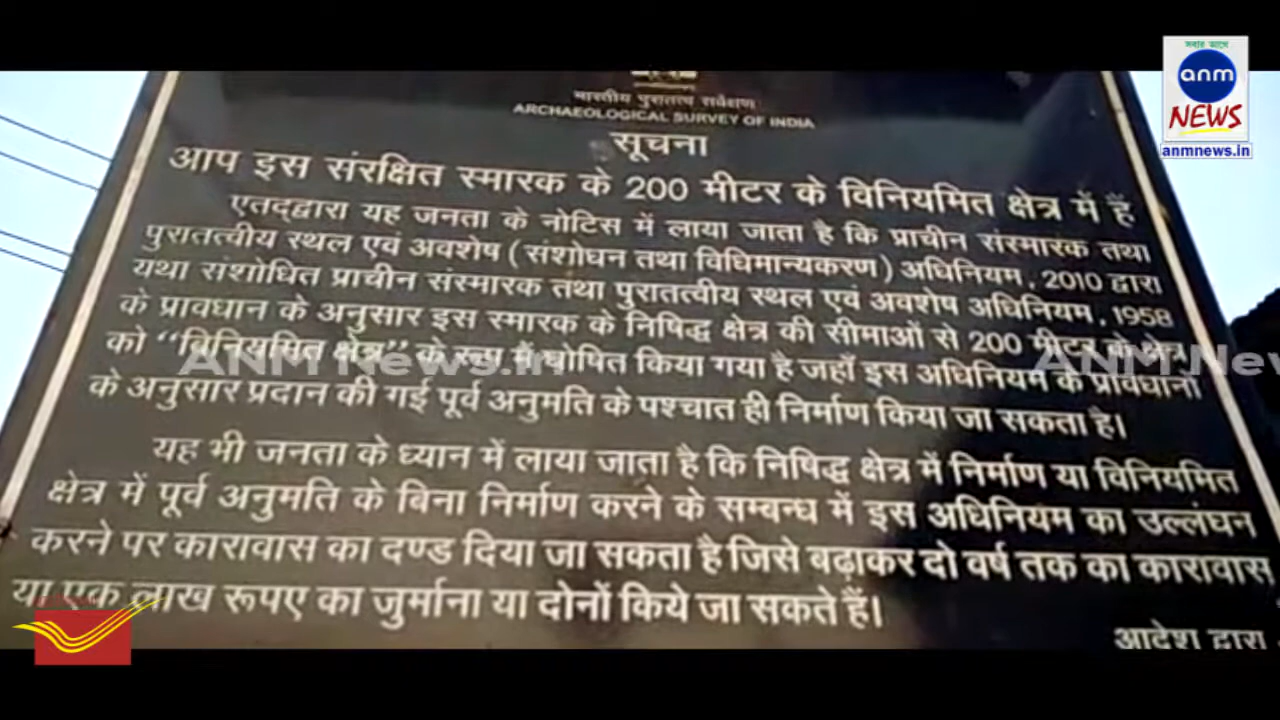 সবার আগে
anm
NEWS
anmnews.in
भारतीय पुरातत्व सर्वेक्षण
ARCHAEOLOGICAL SURVEY OF INDIA
सूचना
आप इस संरक्षित स्मारक के 200 मीटर के विनियमित क्षेत्र में हैं
एतद्द्वारा यह जनता के नोटिस में लाया जाता है कि प्राचीन संस्मारक तथा
पुरातत्वीय स्थल एवं अवशेष (संशोधन तथा विधिमान्यकरण) अधिनियम, 2010 द्वारा
यथा संशोधित प्राचीन संस्मारक तथा पुरातत्वीय स्थल एवं अवशेष अधिनियम, 1958
के प्रावधान के अनुसार इस स्मारक के निषिद्ध क्षेत्र की सीमाओं से 200 मीटर के क्षेत्र
को "विनियमित क्षेत्र" के रूप में घोषित किया गया है जहाँ इस अधिनियम के प्रावधानों
के अनुसार प्रदान की गई पूर्व अनुमति के पश्चात ही निर्माण किया जा सकता है।
यह भी जनता के ध्यान में लाया जाता है कि निषिद्ध क्षेत्र में निर्माण या विनियमित
क्षेत्र में पूर्व अनुमति के बिना निर्माण करने के सम्बन्ध में इस अधिनियम का उल्लंघन
करने पर कारावास का दण्ड दिया जा सकता है जिसे बढ़ाकर दो वर्ष तक का कारावास
या एक लाख रूपए का जुर्माना या दोनों किये जा सकते हैं।
आदेश द्वारा
ANM News.in
ANM New